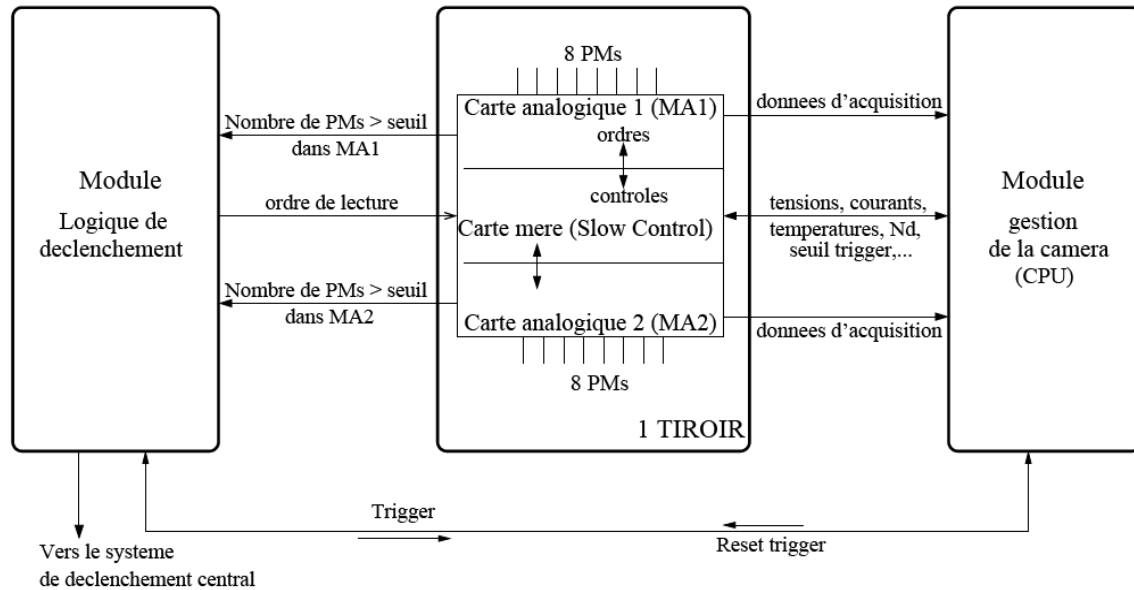 8 PMs
Carte analogique 1 (MA1)
ordres
controles
Carte mere (Slow Control)
Carte analogique 2 (MA2)
8 PMs
1 TIROIR
Nombre de PMs > seuil
dans MA1
Module
Logique de
declenchement
ordre de lecture
Nombre de PMs > seuil
dans MA2
donnees d'acquisition
tensions, courants,
temperatures, Nd,
seuil trigger,...
donnees d'acquisition
Module
gestion
de la camera
(CPU)
Trigger
Reset trigger
Vers le systeme
de declenchement central